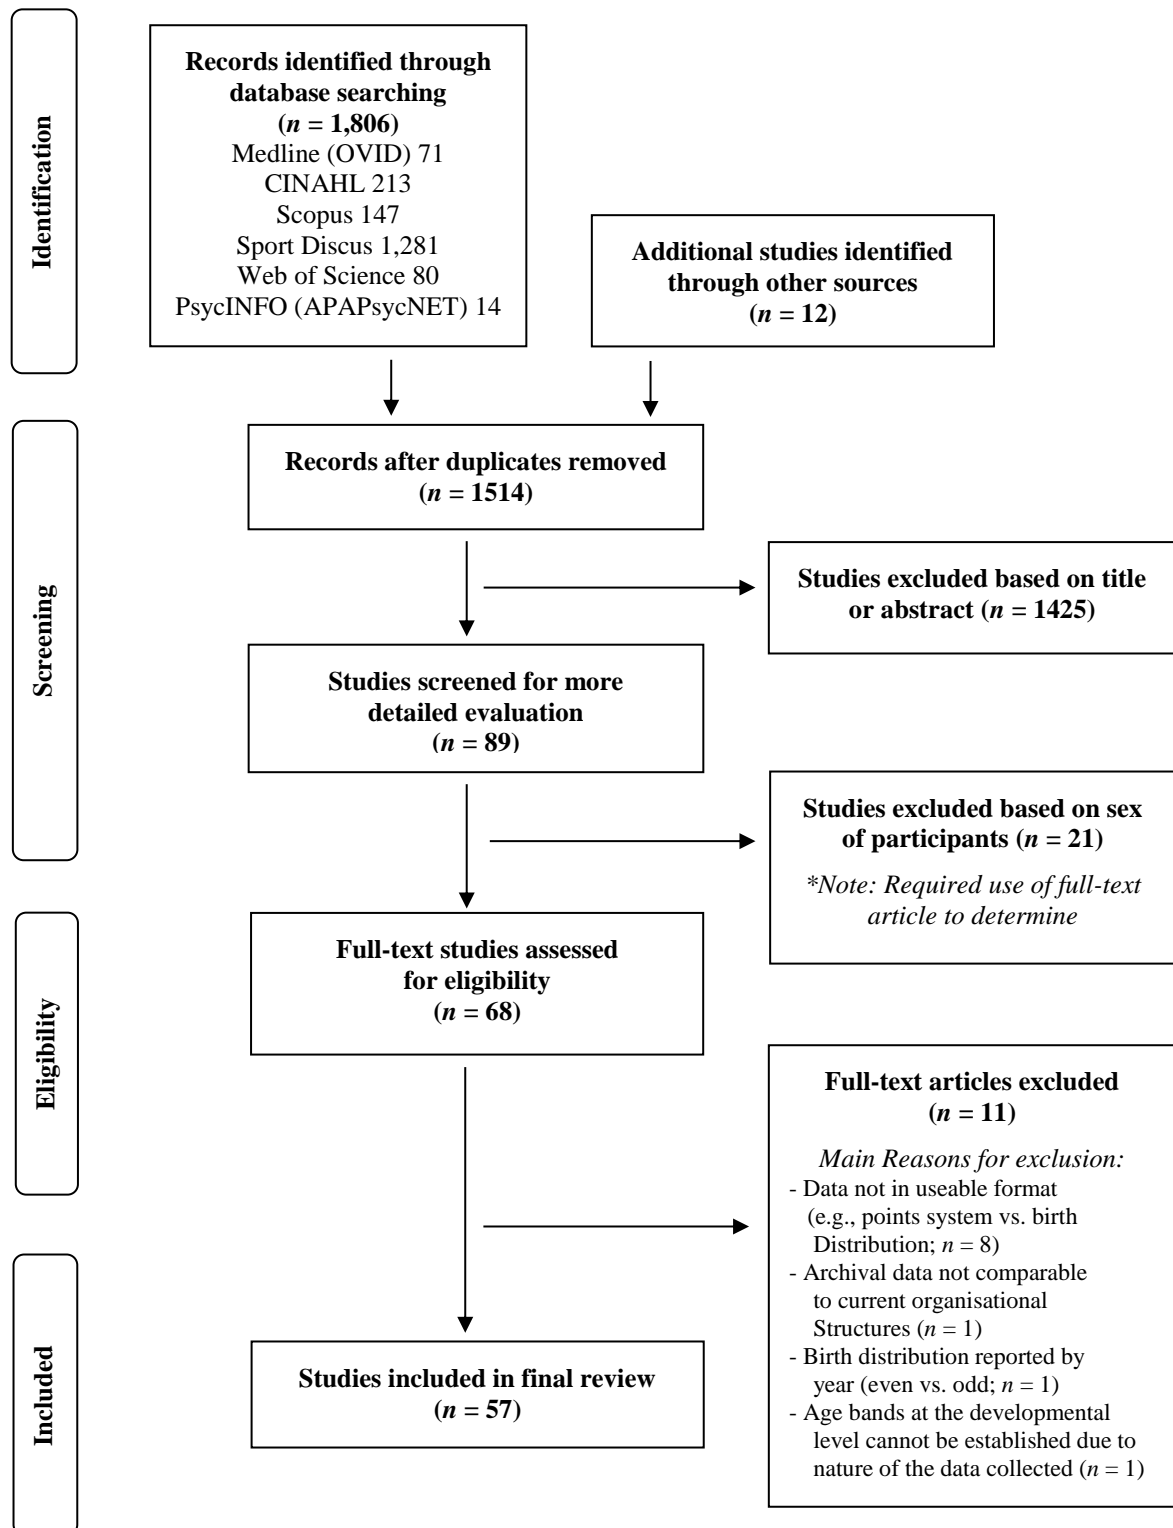 Identification
Records identified through
database searching
(n = 1,806)
Medline (OVID) 71
CINAHL 213
Scopus 147
Sport Discus 1,281
Web of Science 80
PsycINFO (APAPsycNET) 14
Additional studies identified
through other sources
(n = 12)
Screening
Records after duplicates removed
(n = 1514)
Studies excluded based on title
or abstract (n = 1425)
Studies screened for more
detailed evaluation
(n = 89)
Studies excluded based on sex
of participants (n = 21)
*Note: Required use of full-text
article to determine
Eligibility
Full-text studies assessed
for eligibility
(n = 68)
Full-text articles excluded
(n = 11)
Main Reasons for exclusion:
- Data not in useable format
(e.g., points system vs. birth
Distribution; n = 8)
- Archival data not comparable
to current organisational
Structures (n = 1)
- Birth distribution reported by
year (even vs. odd; n = 1)
- Age bands at the developmental
level cannot be established due to
nature of the data collected (n = 1)
Included
Studies included in final review
(n = 57)